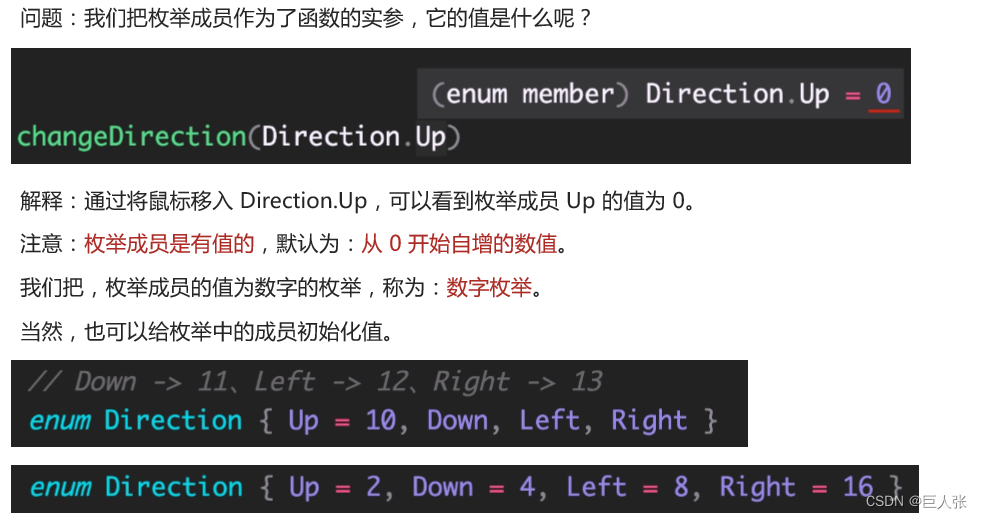 问题：我们把枚举成员作为了函数的实参，它的值是什么呢？
(enum member) Direction.Up = 0
changeDirection(Direction.Up)
解释：通过将鼠标移入 Direction.Up，可以看到枚举成员 Up 的值为 0。
注意：枚举成员是有值的，默认为：从 0 开始自增的数值。
我们把，枚举成员的值为数字的枚举，称为：数字枚举。
当然，也可以给枚举中的成员初始化值。
// Down -> 11、Left -> 12、Right -> 13
enum Direction { Up = 10, Down, Left, Right }
enum Direction { Up = 2, Down = 4, Left = 8, Right = 16 }
CSDN @巨人张